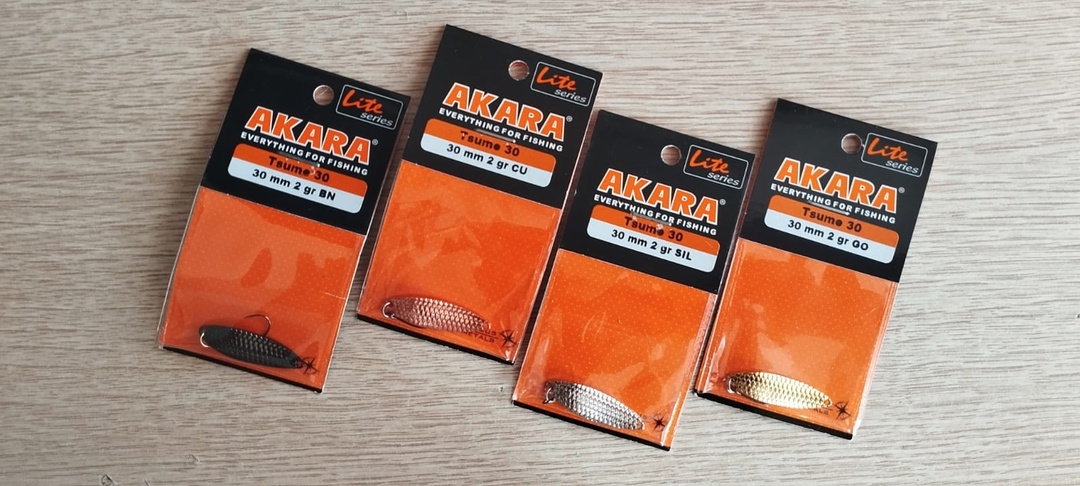 Lite
series
AKARA®
EVERYTHING FOR FISHING
Tsume 30
30 mm 2 gr BN
Lite
series
AKARA®
EVERYTHING FOR FISHING
Tsume 30
30 mm 2 gr CU
Lite
series
AKARA®
EVERYTHING FOR FISHING
Tsume 30
30 mm 2 gr SIL
Lite
series
AKARA®
EVERYTHING FOR FISHING
Tsume 30
30 mm 2 gr GO